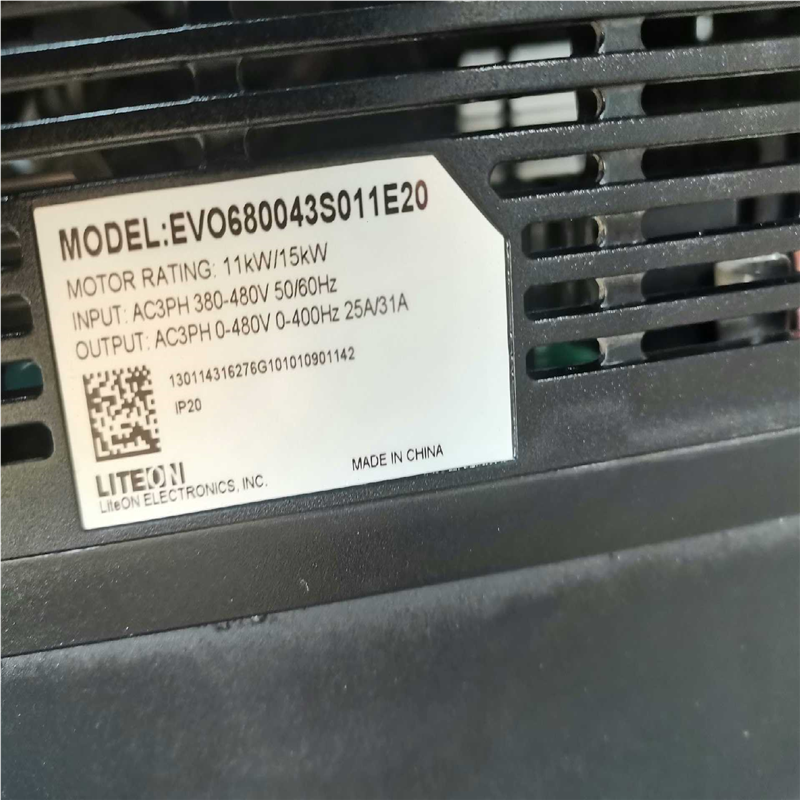 MODEL:EVO680043S011E20
MOTOR RATING: 11kW/15kW
INPUT: AC3PH 380-480V 50/60Hz
OUTPUT: AC3PH 0-480V 0-400Hz 25A/31A
130114316276G101010901142
IP20
LITEON
LiteON ELECTRONICS, INC.
MADE IN CHINA